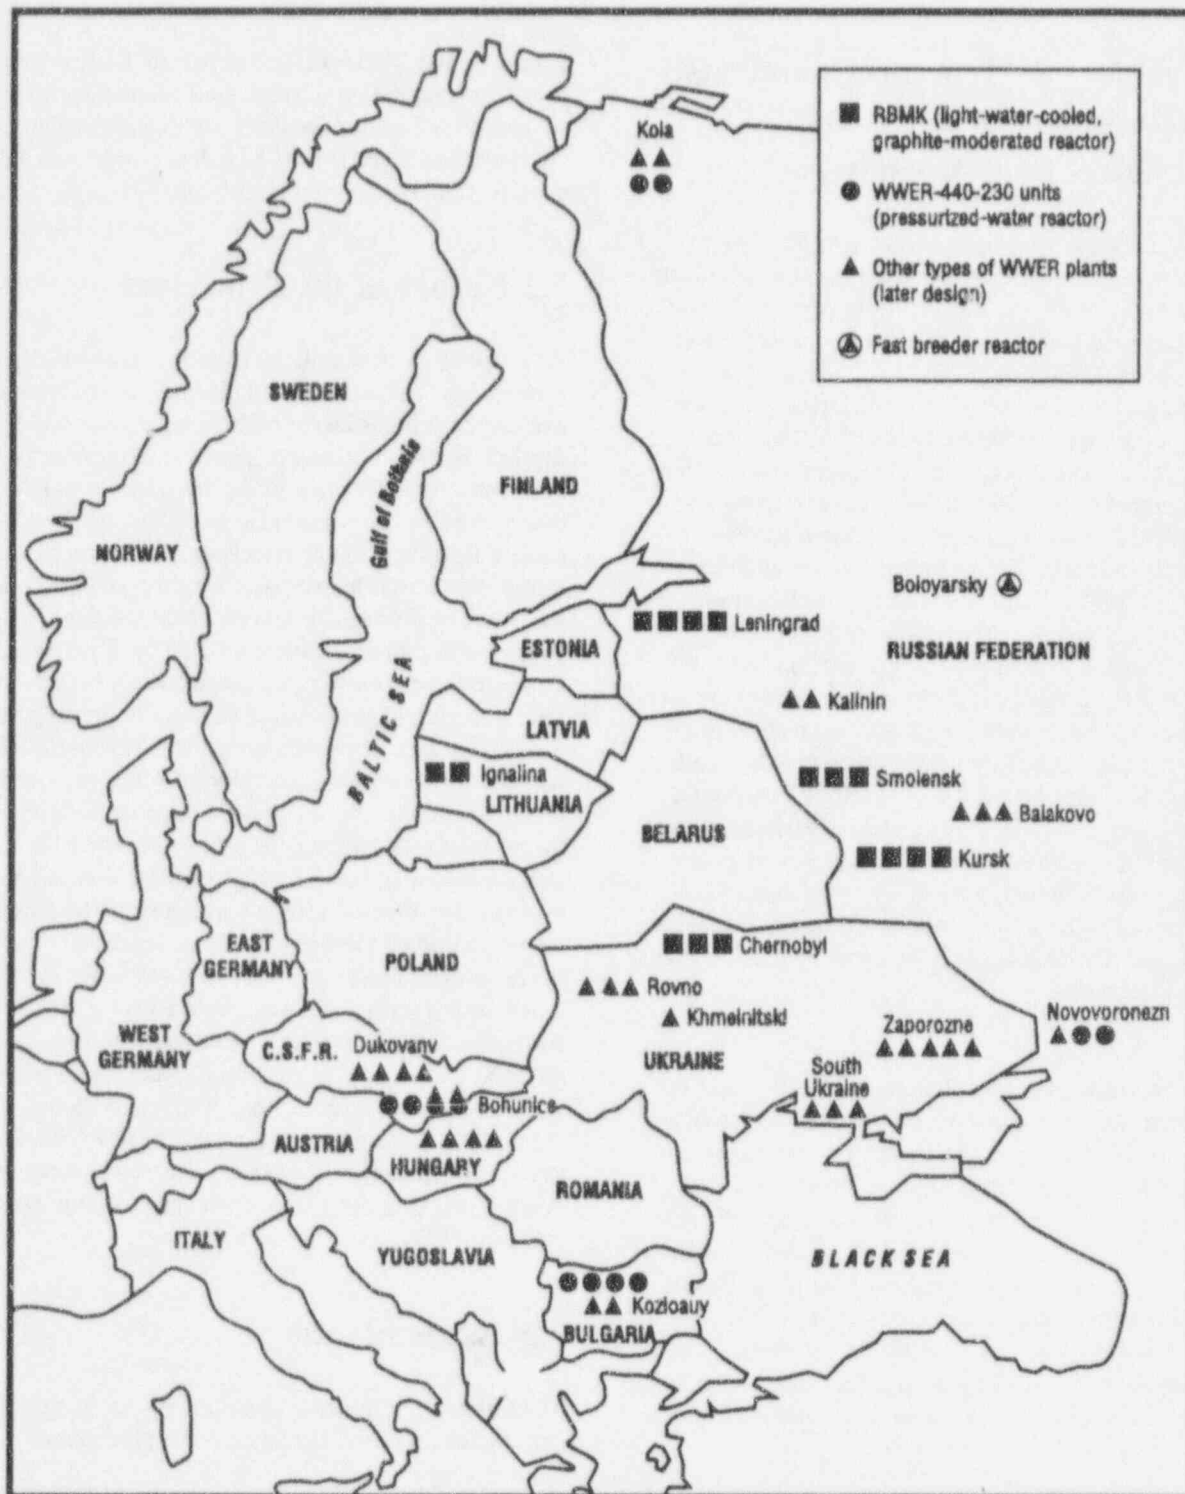 Kola
RBMK (light-water-cooled,
graphite-moderated reactor)
WWER-440-230 units
(pressurized-water reactor)
Other types of WWER plants
(later design)
Fast breeder reactor
SWEDEN
Gulf of Bothnia
FINLAND
NORWAY
Boloyarsky
Leningrad
ESTONIA
RUSSIAN FEDERATION
BALTIC SEA
Kalinin
LATVIA
Ignalina
LITHUANIA
Smolensk
Balakovo
BELARUS
Kursk
EAST
GERMANY
POLAND
Chernobyl
Rovno
Khmelnitski
WEST
GERMANY
C.S.F.R.
Dukovany
UKRAINE
Zaporozne
Novovoronezn
South
Ukraine
Bohunice
AUSTRIA
HUNGARY
ROMANIA
ITALY
YUGOSLAVIA
BLACK SEA
Kozloauy
BULGARIA